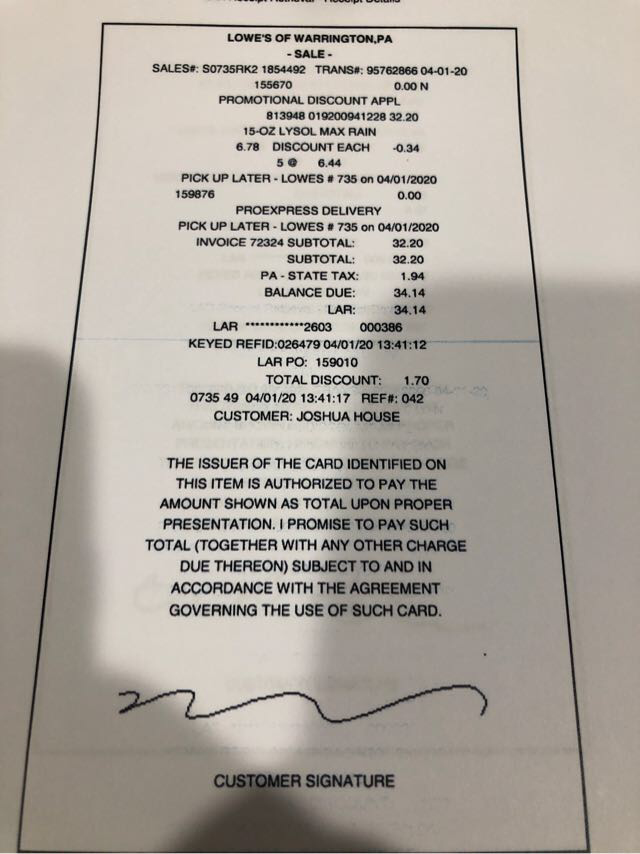 Receipt Details
LOWE'S OF WARRINGTON,PA
- SALE -
SALES#: S0735RK2 1854492 TRANS#: 95762866 04-01-20
155670 0.00 N
PROMOTIONAL DISCOUNT APPL
813948 019200941228 32.20
15-OZ LYSOL MAX RAIN
6.78 DISCOUNT EACH -0.34
5 @ 6.44
PICK UP LATER - LOWES # 735 on 04/01/2020
159876 0.00
PROEXPRESS DELIVERY
PICK UP LATER - LOWES # 735 on 04/01/2020
INVOICE 72324 SUBTOTAL: 32.20
SUBTOTAL: 32.20
PA - STATE TAX: 1.94
BALANCE DUE: 34.14
LAR: 34.14
LAR ************2603 000386
KEYED REFID:026479 04/01/20 13:41:12
LAR PO: 159010
TOTAL DISCOUNT: 1.70
0735 49 04/01/20 13:41:17 REF#: 042
CUSTOMER: JOSHUA HOUSE
THE ISSUER OF THE CARD IDENTIFIED ON
THIS ITEM IS AUTHORIZED TO PAY THE
AMOUNT SHOWN AS TOTAL UPON PROPER
PRESENTATION. I PROMISE TO PAY SUCH
TOTAL (TOGETHER WITH ANY OTHER CHARGE
DUE THEREON) SUBJECT TO AND IN
ACCORDANCE WITH THE AGREEMENT
GOVERNING THE USE OF SUCH CARD.
CUSTOMER SIGNATURE